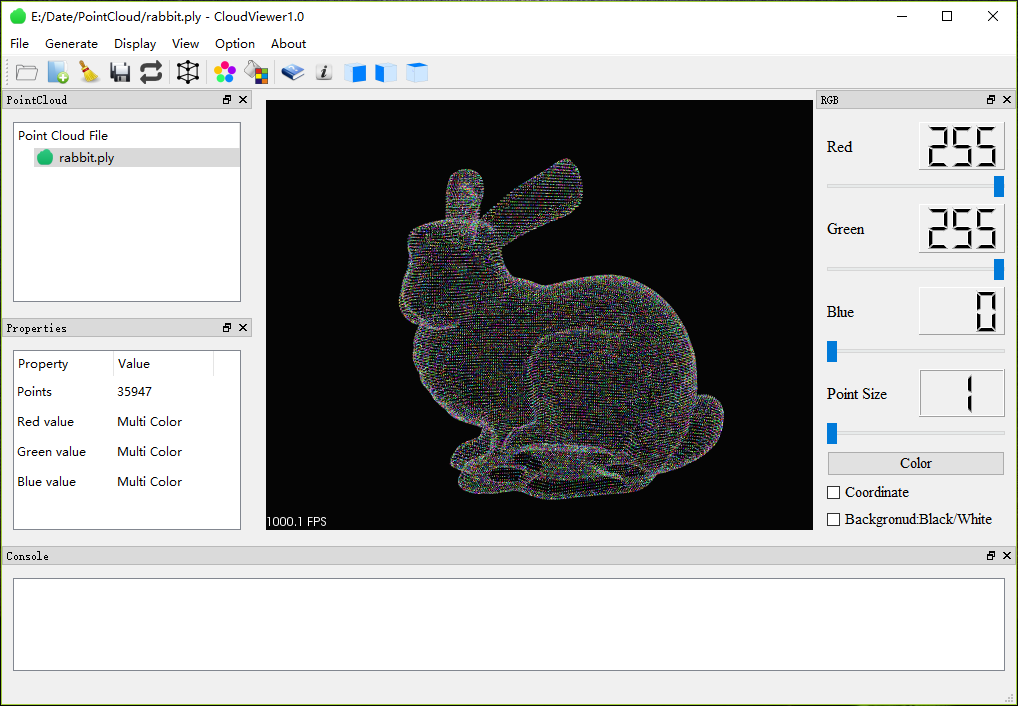 E:/Date/PointCloud/rabbit.ply - CloudViewer1.0
File Generate Display View Option About
PointCloud
Point Cloud File
rabbit.ply
Properties
Property Value
Points 35947
Red value Multi Color
Green value Multi Color
Blue value Multi Color
1000.1 FPS
RGB
Red 255
Green 255
Blue 0
Point Size 1
Color
Coordinate
Backgronud:Black/White
Console